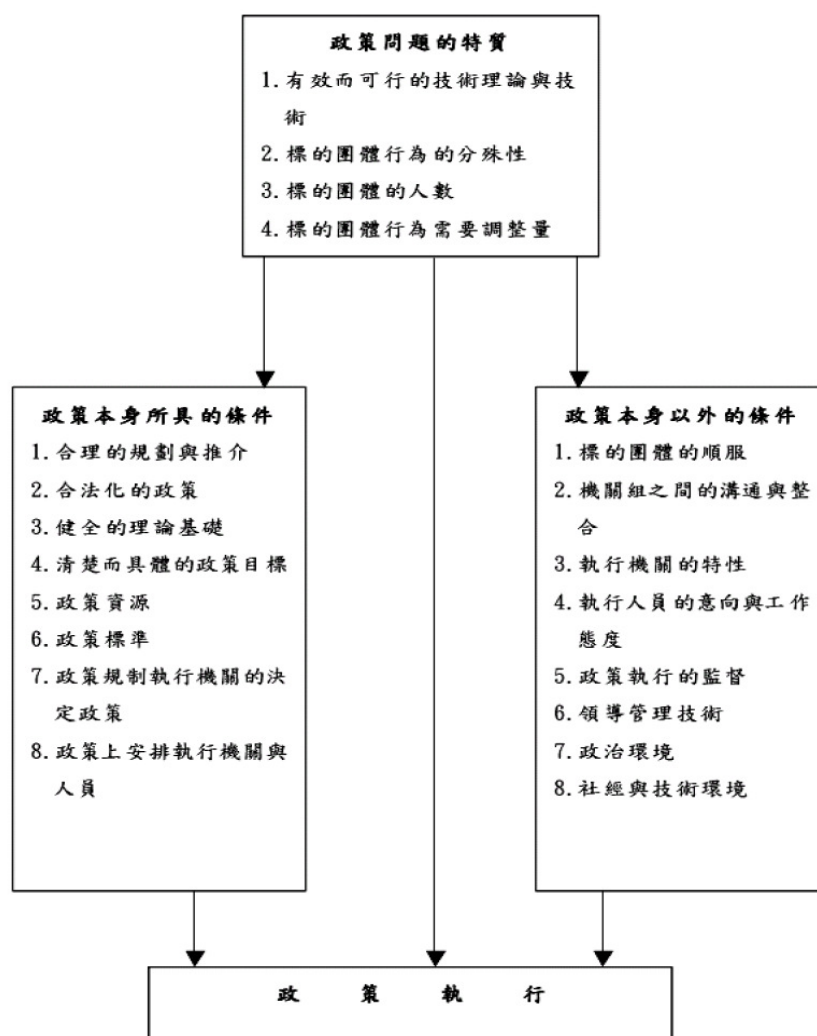 政策問題的特質
1.有效而可行的技術理論與技
術
2.標的團體行為的分殊性
3.標的團體的人數
4.標的團體行為需要調整量
政策本身所具的條件
1.合理的規劃與推介
2.合法化的政策
3.健全的理論基礎
4.清楚而具體的政策目標
5.政策資源
6.政策標準
7.政策規制執行機關的決
定政策
8.政策上安排執行機關與
人員
政策本身以外的條件
1.標的團體的順服
2.機關組之間的溝通與整
合
3.執行機關的特性
4.執行人員的意向與工作
態度
5.政策執行的監督
6.領導管理技術
7.政治環境
8.社經與技術環境
政 策 執 行